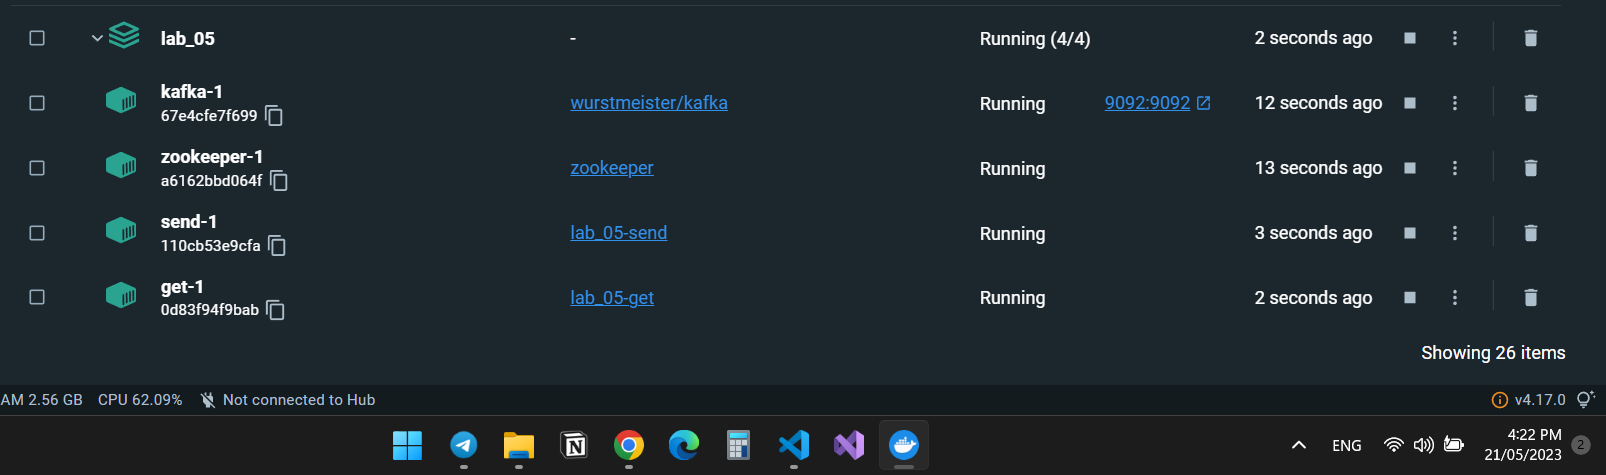 lab_05 - Running (4/4) 2 seconds ago
kafka-1 wurstmeister/kafka Running 9092:9092 12 seconds ago
67e4cfe7f699
zookeeper-1 zookeeper Running 13 seconds ago
a6162bbd064f
send-1 lab_05-send Running 3 seconds ago
110cb53e9cfa
get-1 lab_05-get Running 2 seconds ago
0d83f94f9bab
Showing 26 items
AM 2.56 GB CPU 62.09% Not connected to Hub v4.17.0
ENG 4:22 PM 2
21/05/2023